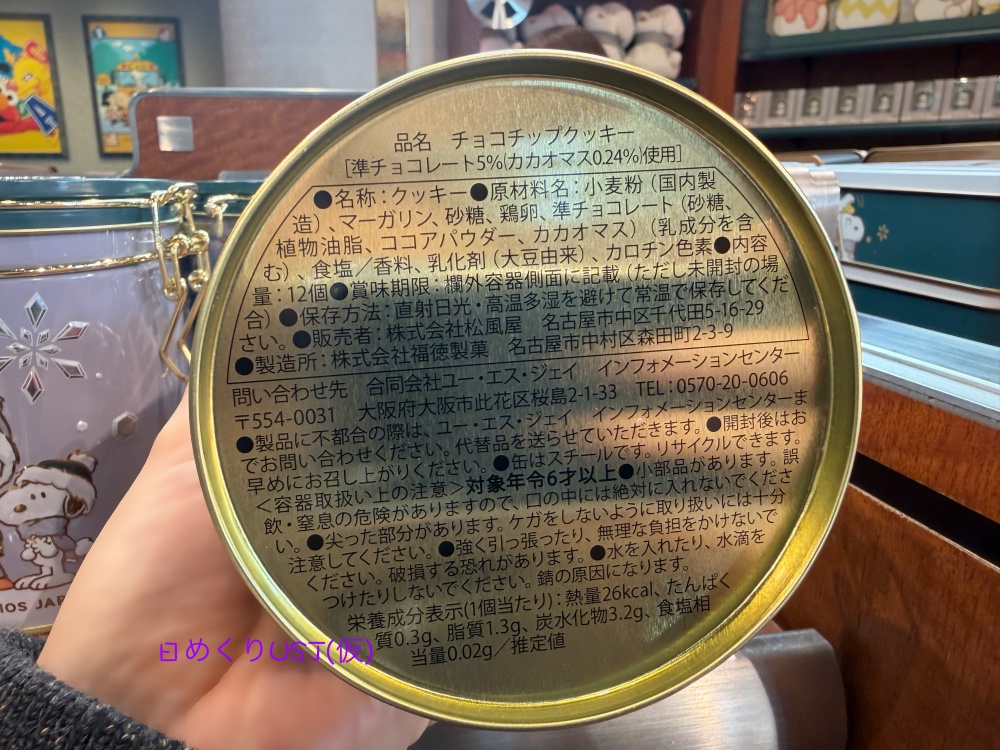 品名　チョコチップクッキー
[準チョコレート5%(カカオマス0.24%)使用]
●名称：クッキー●原材料名：小麦粉（国内製
造）、マーガリン、砂糖、鶏卵、準チョコレート（砂糖、
植物油脂、ココアパウダー、カカオマス）（乳成分を含
む）、食塩／香料、乳化剤（大豆由来）、カロチン色素●内容
量：12個●賞味期限：欄外容器側面に記載（ただし未開封の場
合）●保存方法：直射日光・高温多湿を避けて常温で保存してくだ
さい。●販売者：株式会社松風屋　名古屋市中区千代田5-16-29
●製造所：株式会社福徳製菓　名古屋市中村区森田町2-3-9
問い合わせ先　合同会社ユー・エス・ジェイ　インフォメーションセンター
〒554-0031　大阪府大阪市此花区桜島2-1-33　TEL：0570-20-0606
●製品に不都合の際は、ユー・エス・ジェイ　インフォメーションセンターま
でお問い合わせください。代替品を送らせていただきます。●開封後はお
早めにお召し上がりください。●缶はスチールです。リサイクルできます。
＜容器取扱い上の注意＞対象年令6才以上●小部品があります。誤
飲・窒息の危険がありますので、口の中には絶対に入れないでくださ
い。●尖った部分があります。ケガをしないように取り扱いには十分
注意してください。●強く引っ張ったり、無理な負担をかけないで
ください。破損する恐れがあります。●水を入れたり、水滴を
つけたりしないでください。錆の原因になります。
栄養成分表示(1個当たり)：熱量26kcal、たんぱく
質0.3g、脂質1.3g、炭水化物3.2g、食塩相
当量0.02g／推定値
日めくりUSJ(仮)